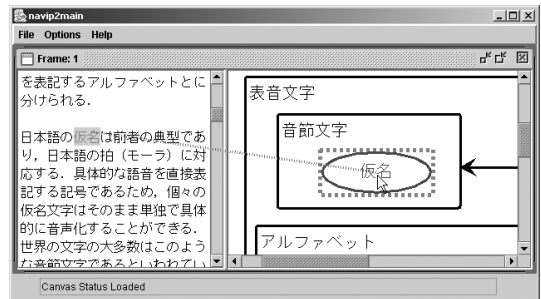 navip2main
File Options Help
Frame: 1
を表記するアルファベットとに
分けられる．
日本語の仮名は前者の典型であ
り，日本語の拍（モーラ）に対
応する．具体的な語音を直接表
記する記号であるため，個々の
仮名文字はそのまま単独で具体
的に音声化することができる．
世界の文字の大多数はこのよう
な音節文字であるといわれてい
表音文字
音節文字
仮名
アルファベット
Canvas Status Loaded